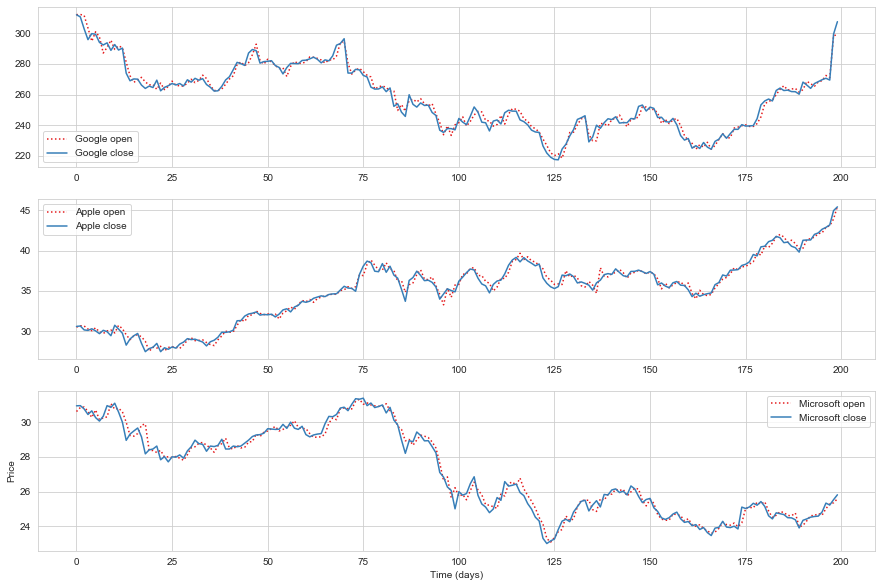 300
280
260
240
220
Google open
Google close
0 25 50 75 100 125 150 175 200
45
40
35
30
Apple open
Apple close
0 25 50 75 100 125 150 175 200
Price
30
28
26
24
Microsoft open
Microsoft close
0 25 50 75 100 125 150 175 200
Time (days)